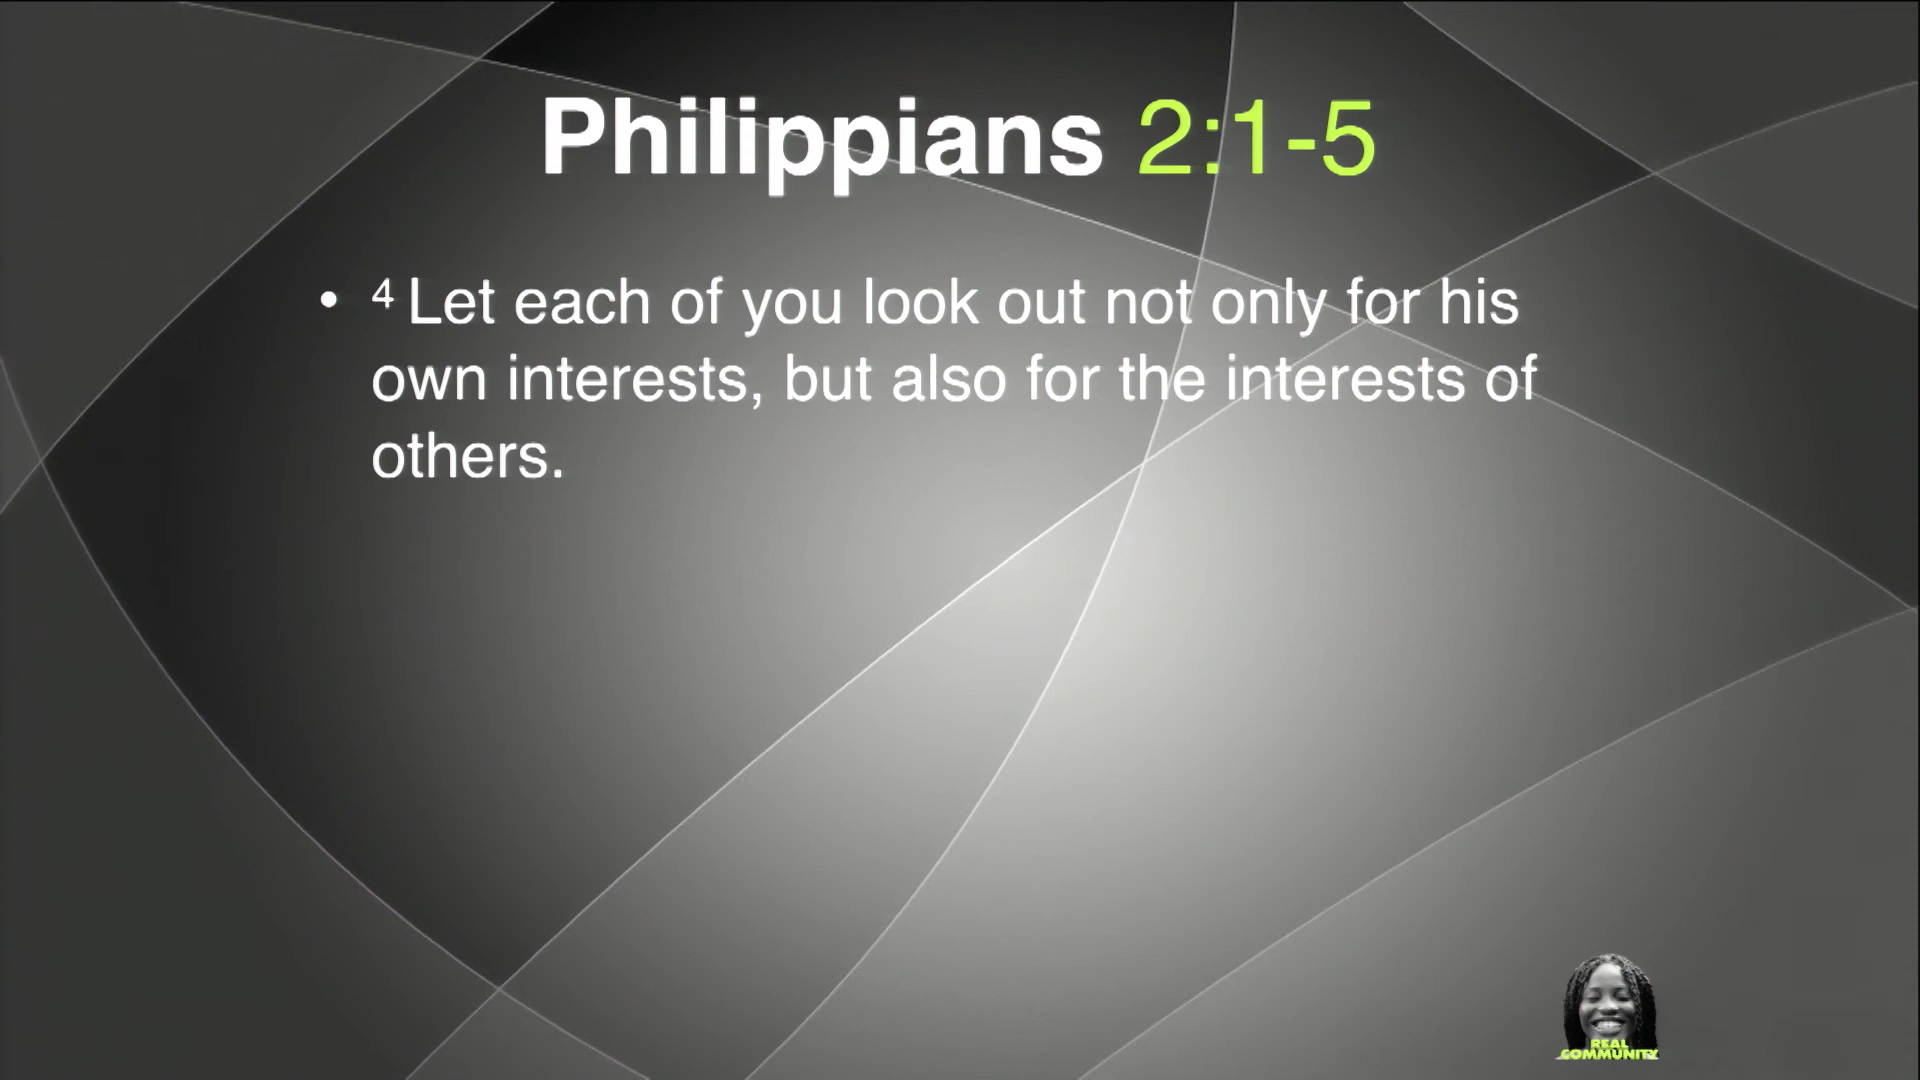 Philippians 2:1-5
• 4 Let each of you look out not only for his
own interests, but also for the interests of
others.
REAL
COMMUNITY